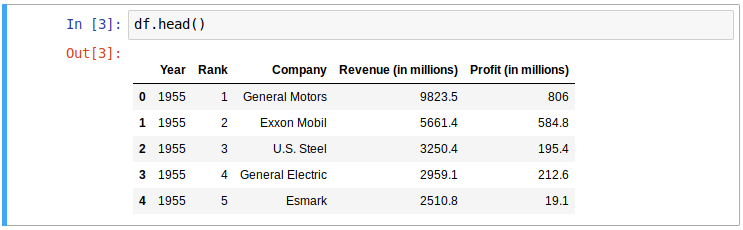 In [3]: df.head()
Out[3]:
Year Rank Company Revenue (in millions) Profit (in millions)
0 1955 1 General Motors 9823.5 806
1 1955 2 Exxon Mobil 5661.4 584.8
2 1955 3 U.S. Steel 3250.4 195.4
3 1955 4 General Electric 2959.1 212.6
4 1955 5 Esmark 2510.8 19.1